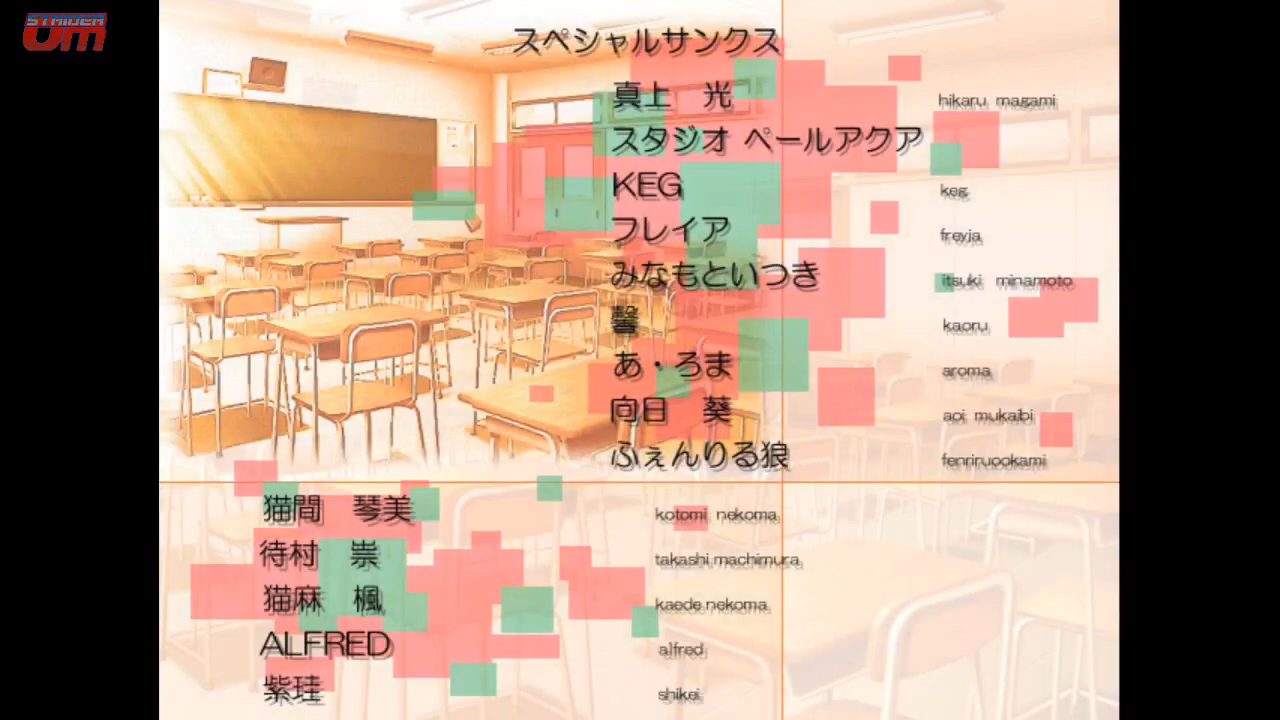 STRIDER
Um
スペシャルサンクス
真上 光 hikaru magami
スタジオ ペールアクア
KEG keg
フレイア freyja
みなもといつき itsuki minamoto
馨 kaoru
あ・ろま aroma
向日 葵 aoi mukaibi
ふぇんりる狼 fenriruookami
猫間 琴美 kotomi nekoma
待村 祟 takashi machimura
猫麻 楓 kaede nekoma
ALFRED alfred
紫珪 shikei